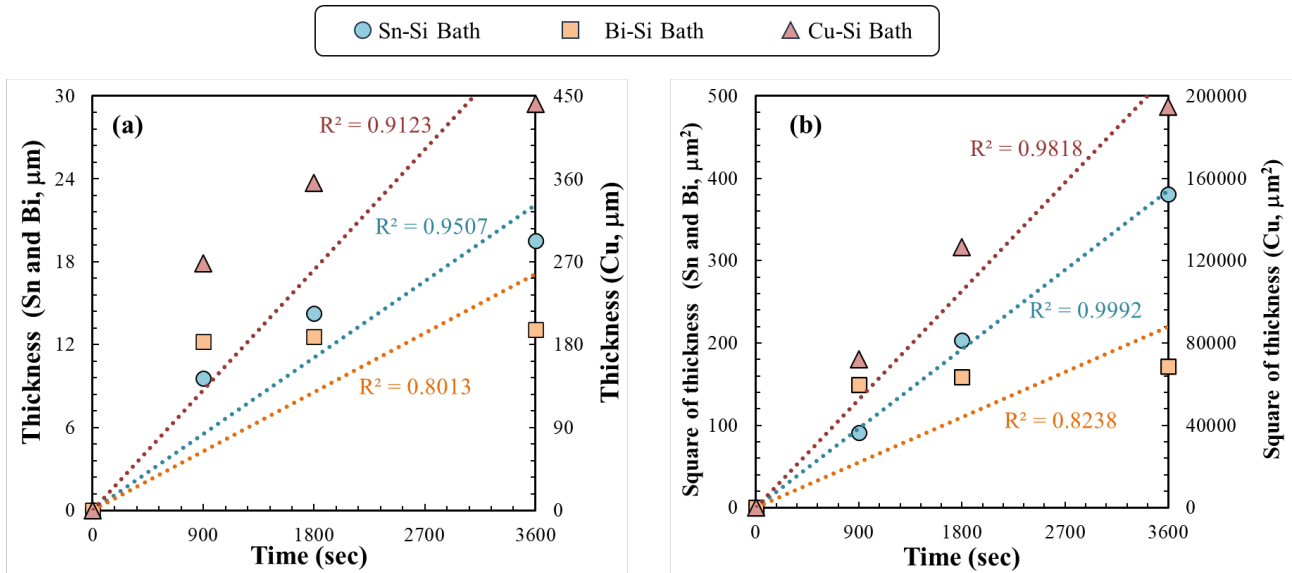 Sn-Si Bath Bi-Si Bath Cu-Si Bath
(a)
Thickness (Sn and Bi, μm)
30
24
18
12
6
0
R² = 0.9123
R² = 0.9507
R² = 0.8013
450
360
270
180
90
0
Thickness (Cu, μm)
0 900 1800 2700 3600
Time (sec)
(b)
Square of thickness (Sn and Bi, μm²)
500
400
300
200
100
0
R² = 0.9818
R² = 0.9992
R² = 0.8238
200000
160000
120000
80000
40000
0
Square of thickness (Cu, μm²)
0 900 1800 2700 3600
Time (sec)